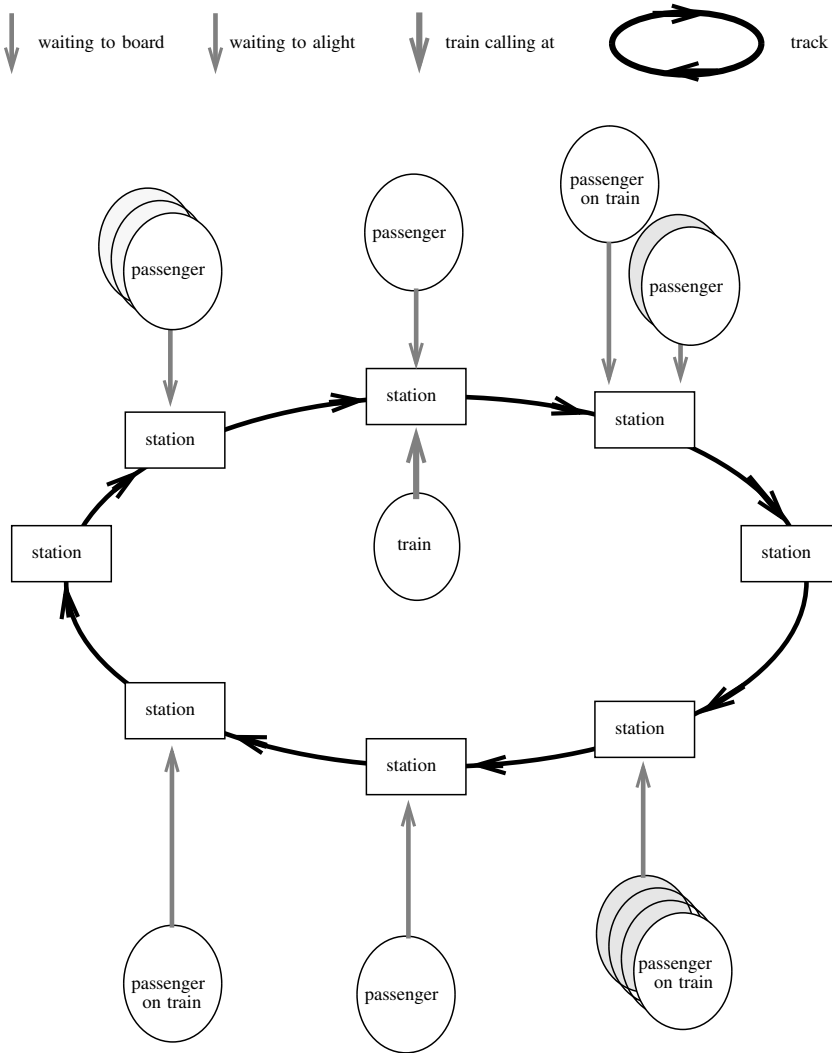 waiting to board
waiting to alight
train calling at
track
passenger
on train
passenger
passenger
passenger
station
station
station
station
train
station
station
station
station
station
passenger
on train
passenger
passenger
on train